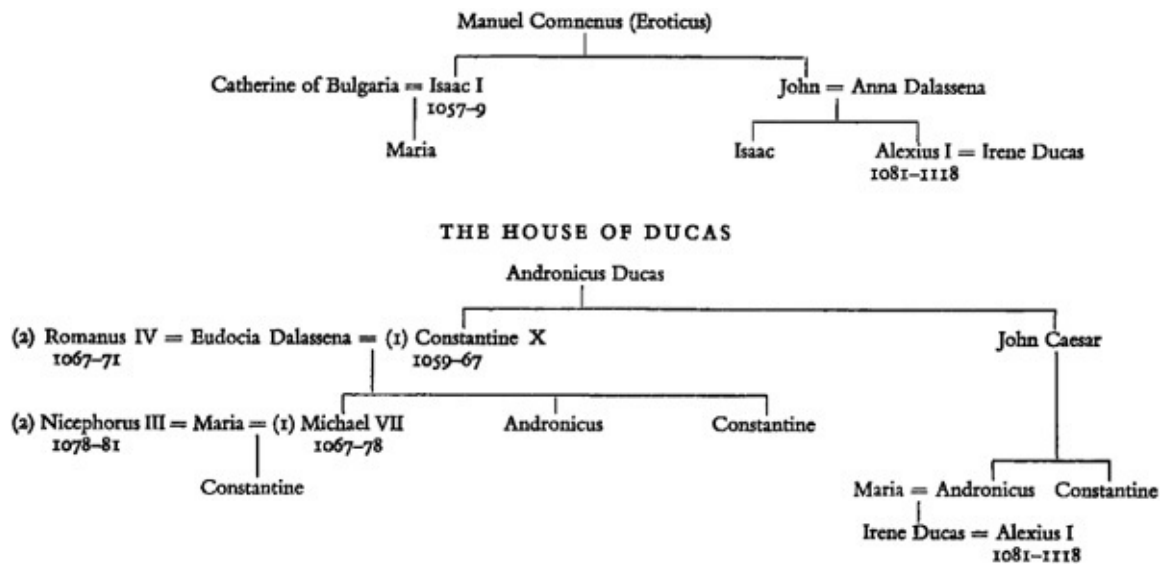 Manuel Comnenus (Eroticus)
Catherine of Bulgaria = Isaac I John = Anna Dalassena
1057–9
Maria Isaac Alexius I = Irene Ducas
1081–1118
THE HOUSE OF DUCAS
Andronicus Ducas
(2) Romanus IV = Eudocia Dalassena = (1) Constantine X John Caesar
1067–71 1059–67
(2) Nicephorus III = Maria = (1) Michael VII Andronicus Constantine
1078–81 1067–78
Constantine
Maria = Andronicus Constantine
Irene Ducas = Alexius I
1081–1118